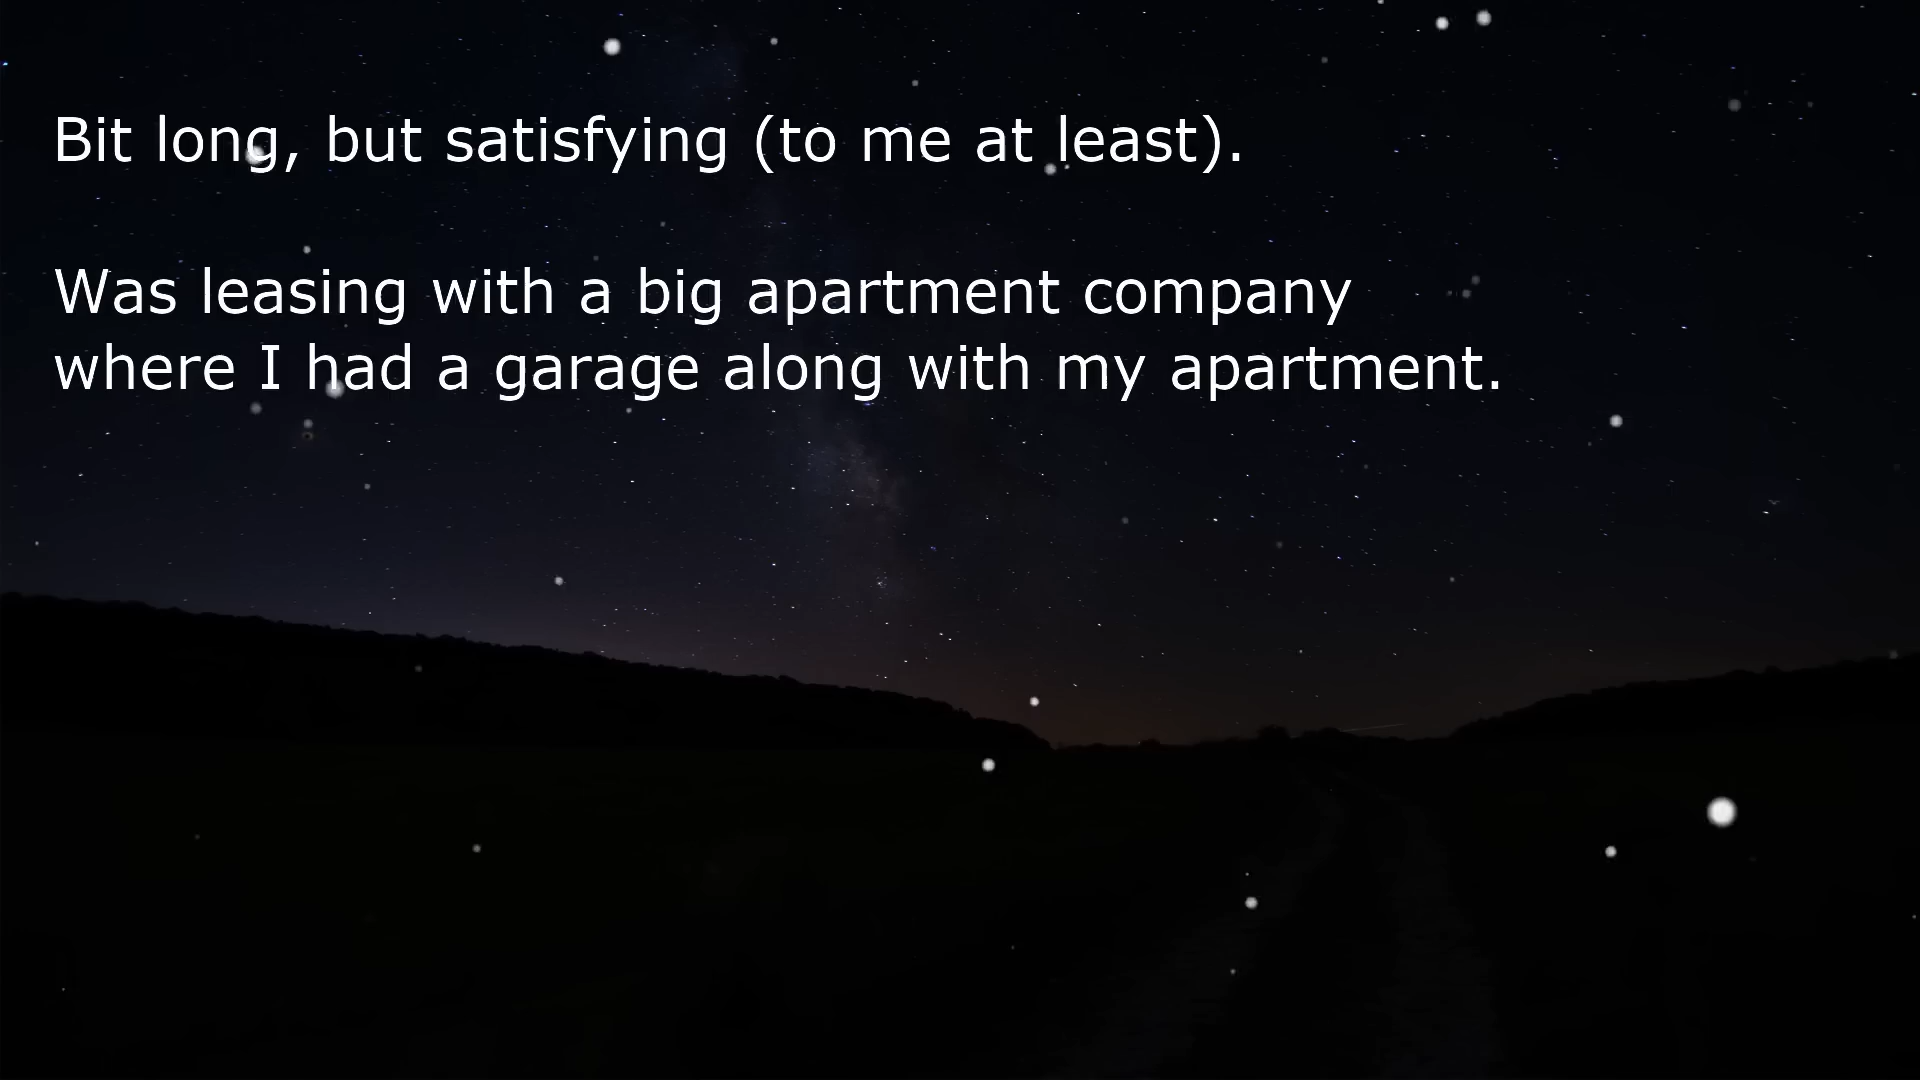 Bit long, but satisfying (to me at least).
Was leasing with a big apartment company
where I had a garage along with my apartment.